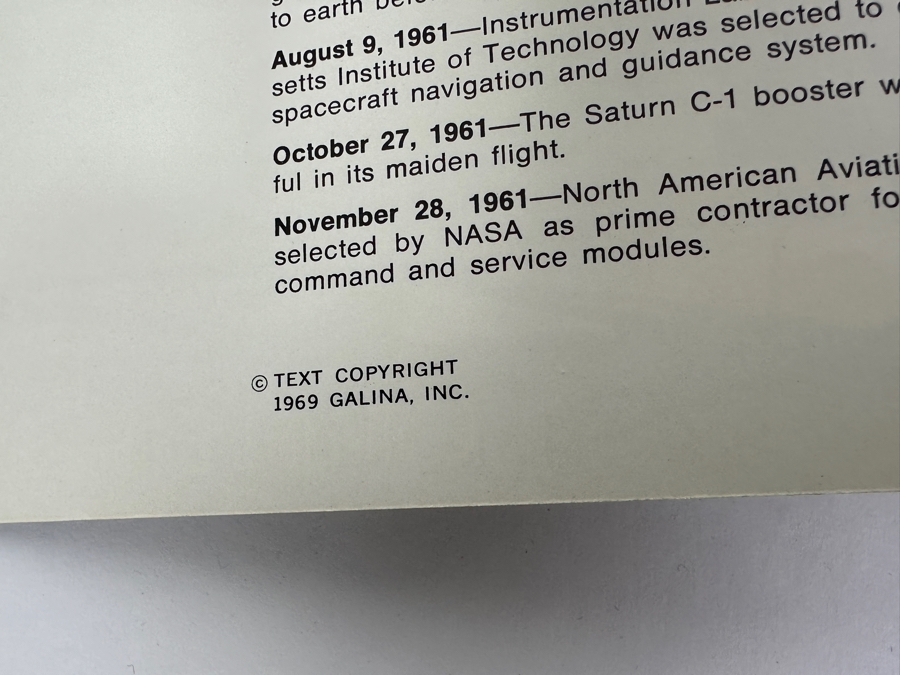 to earth
August 9, 1961—Instrumentation
setts Institute of Technology was selected to
spacecraft navigation and guidance system.
October 27, 1961—The Saturn C-1 booster
ful in its maiden flight.
November 28, 1961—North American Aviati
selected by NASA as prime contractor fo
command and service modules.
© TEXT COPYRIGHT
1969 GALINA, INC.